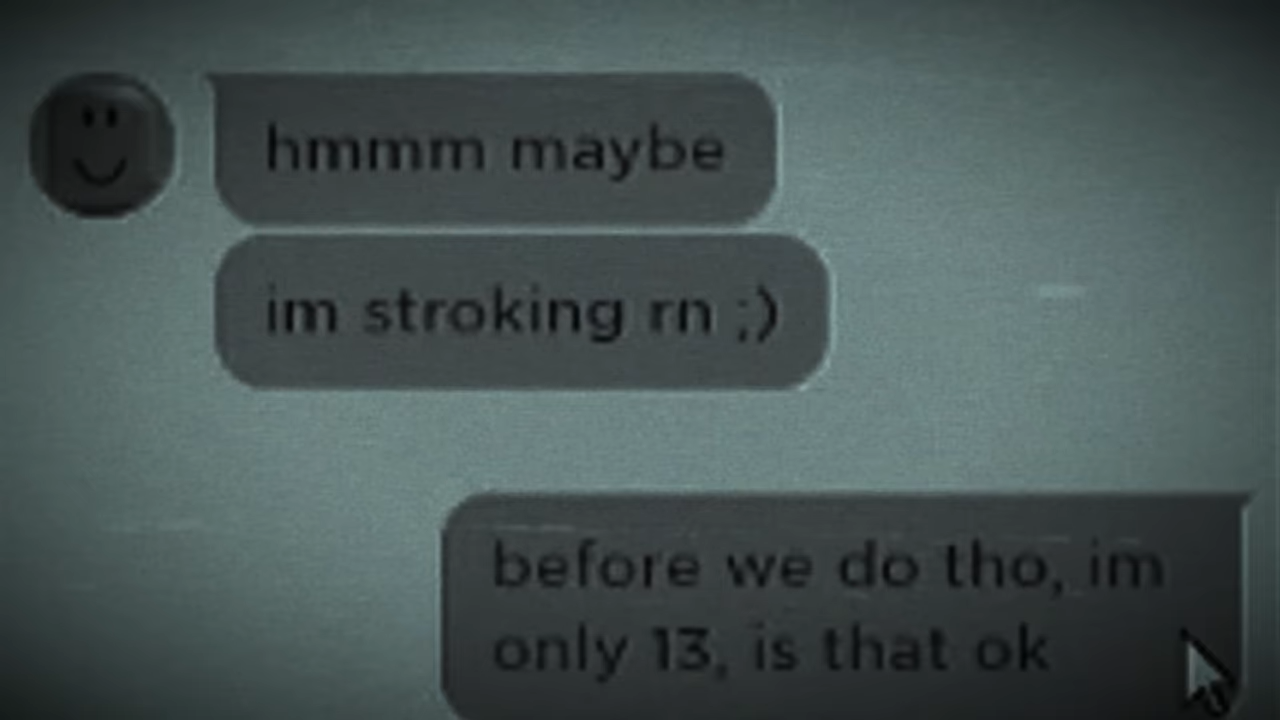 hmmm maybe
im stroking rn ;)
before we do tho, im
only 13, is that ok